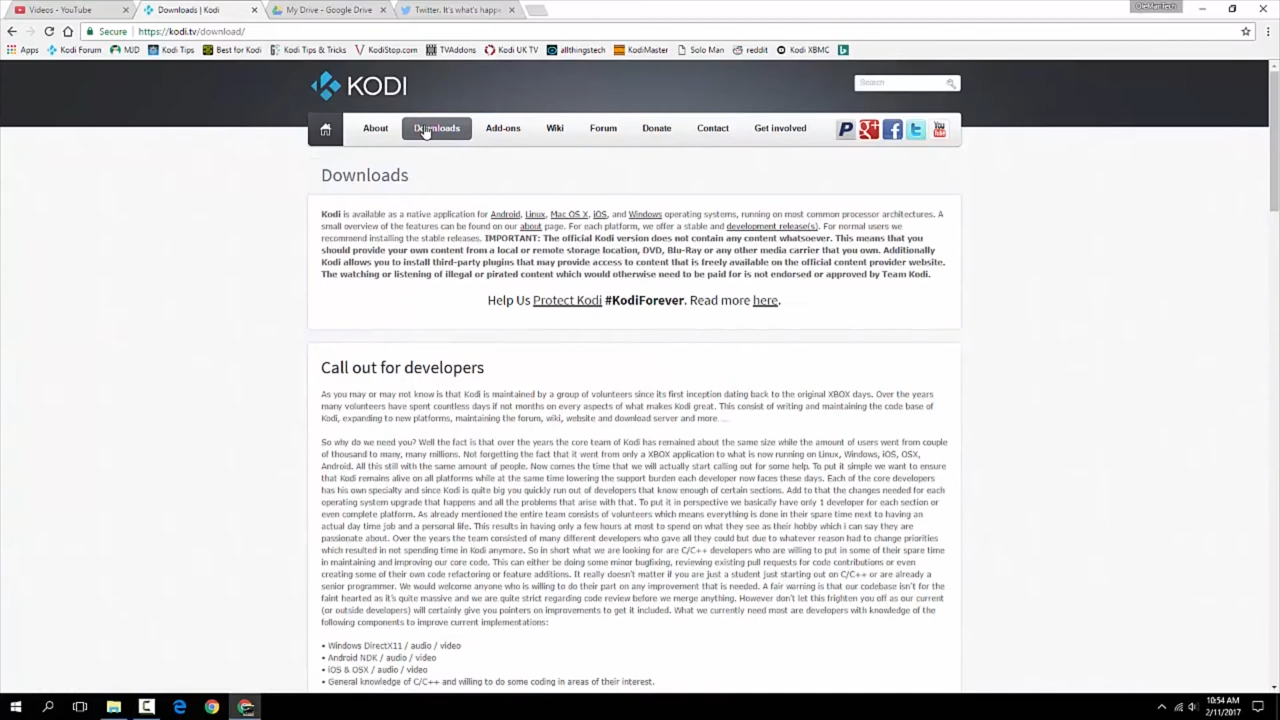 OleManTech
Videos - YouTube
Downloads | Kodi
My Drive - Google Drive
Twitter. It's what's happe
Secure https://kodi.tv/download/
Apps Kodi Forum MJD Kodi Tips Best for Kodi Kodi Tips & Tricks KodiStop.com TVAddons Kodi UK TV allthingstech KodiMaster Solo Man reddit Kodi XBMC
KODI
Search
About Downloads Add-ons Wiki Forum Donate Contact Get involved
Downloads
Kodi is available as a native application for Android, Linux, Mac OS X, iOS, and Windows operating systems, running on most common processor architectures. A
small overview of the features can be found on our about page. For each platform, we offer a stable and development release(s). For normal users we
recommend installing the stable releases. IMPORTANT: The official Kodi version does not contain any content whatsoever. This means that you
should provide your own content from a local or remote storage location, DVD, Blu-Ray or any other media carrier that you own. Additionally
Kodi allows you to install third-party plugins that may provide access to content that is freely available on the official content provider website.
The watching or listening of illegal or pirated content which would otherwise need to be paid for is not endorsed or approved by Team Kodi.
Help Us Protect Kodi #KodiForever. Read more here.
Call out for developers
As you may or may not know is that Kodi is maintained by a group of volunteers since its first inception dating back to the original XBOX days. Over the years
many volunteers have spent countless days if not months on every aspects of what makes Kodi great. This consist of writing and maintaining the code base of
Kodi, expanding to new platforms, maintaining the forum, wiki, website and download server and more ....
So why do we need you? Well the fact is that over the years the core team of Kodi has remained about the same size while the amount of users went from couple
of thousand to many, many millions. Not forgetting the fact that it went from only a XBOX application to what is now running on Linux, Windows, iOS, OSX,
Android. All this still with the same amount of people. Now comes the time that we will actually start calling out for some help. To put it simple we want to ensure
that Kodi remains alive on all platforms while at the same time lowering the support burden each developer now faces these days. Each of the core developers
has his own specialty and since Kodi is quite big you quickly run out of developers that know enough of certain sections. Add to that the changes needed for each
operating system upgrade that happens and all the problems that arise with that. To put it in perspective we basically have only 1 developer for each section or
even complete platform. As already mentioned the entire team consists of volunteers which means everything is done in their spare time next to having an
actual day time job and a personal life. This results in having only a few hours at most to spend on what they see as their hobby which i can say they are
passionate about. Over the years the team consisted of many different developers who gave all they could but due to whatever reason had to change priorities
which resulted in not spending time in Kodi anymore. So in short what we are looking for are C/C++ developers who are willing to put in some of their spare time
in maintaining and improving our core code. This can either be doing some minor bugfixing, reviewing existing pull requests for code contributions or even
creating some of their own code refactoring or feature additions. It really doesn't matter if you are just a student just starting out on C/C++ or are already a
senior programmer. We would welcome anyone who is willing to do their part on any improvement that is needed. A fair warning is that our codebase isn't for the
faint hearted as it's quite massive and we are quite strict regarding code review before we merge anything. However don't let this frighten you off as our current
(or outside developers) will certainly give you pointers on improvements to get it included. What we currently need most are developers with knowledge of the
following components to improve current implementations:
• Windows DirectX11 / audio / video
• Android NDK / audio / video
• iOS & OSX / audio / video
• General knowledge of C/C++ and willing to do some coding in areas of their interest.
10:54 AM
2/11/2017